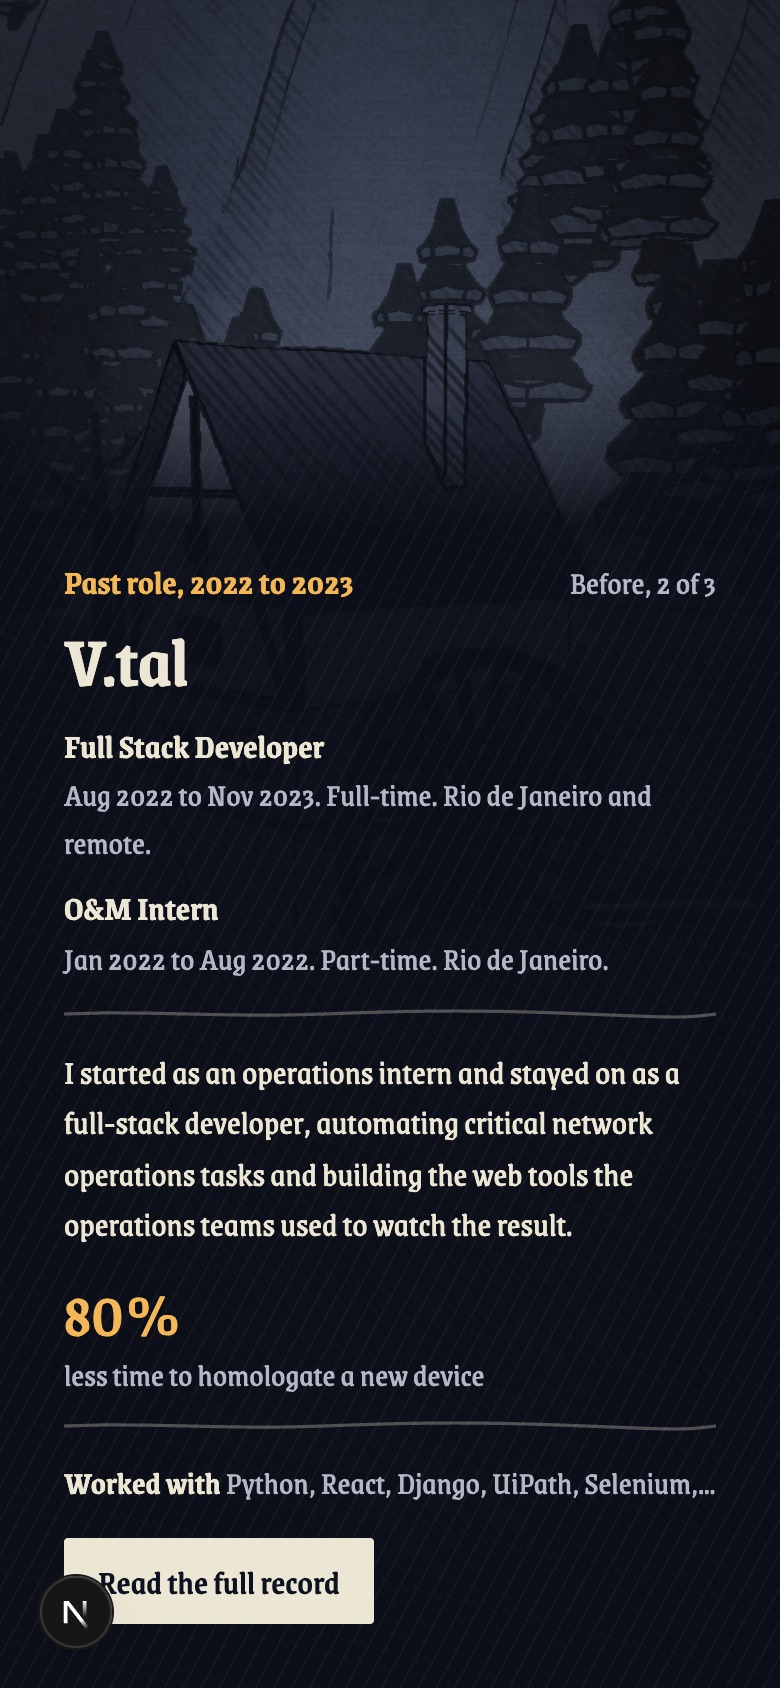 Past role, 2022 to 2023
Before, 2 of 3
V.tal
Full Stack Developer
Aug 2022 to Nov 2023. Full-time. Rio de Janeiro and
remote.
O&M Intern
Jan 2022 to Aug 2022. Part-time. Rio de Janeiro.
I started as an operations intern and stayed on as a
full-stack developer, automating critical network
operations tasks and building the web tools the
operations teams used to watch the result.
80%
less time to homologate a new device
Worked with Python, React, Django, UiPath, Selenium,...
Read the full record
N